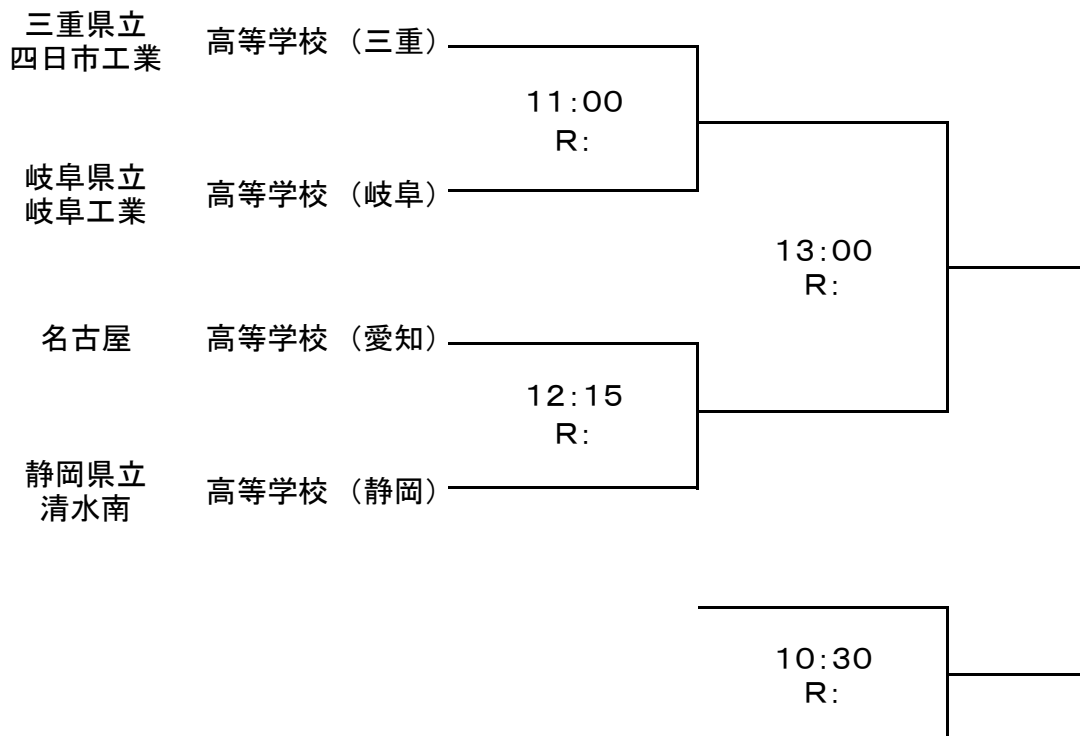 三重県立
四日市工業
高等学校 （三重）
11:00
R:
岐阜県立
岐阜工業
高等学校 （岐阜）
13:00
R:
名古屋
高等学校 （愛知）
12:15
R:
静岡県立
清水南
高等学校 （静岡）
10:30
R: